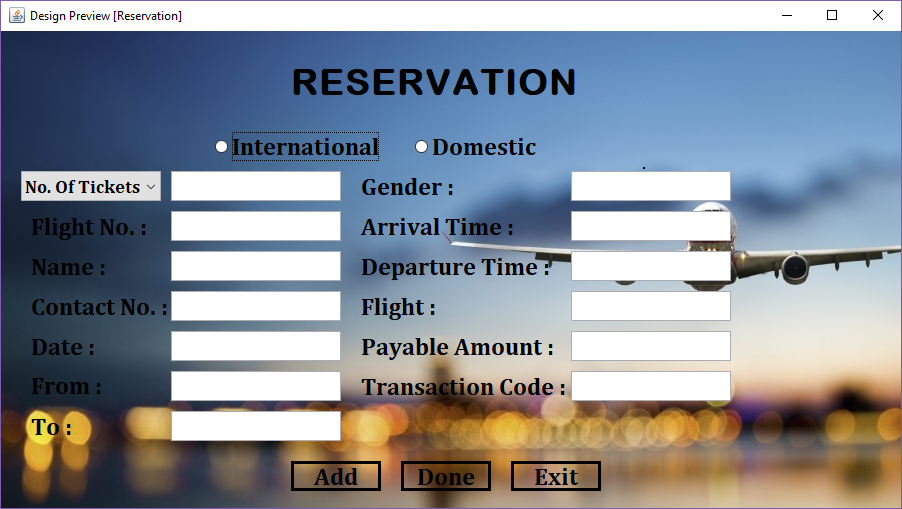 Design Preview [Reservation]
RESERVATION
International Domestic
No. Of Tickets Gender :
Flight No. : Arrival Time :
Name : Departure Time :
Contact No. : Flight :
Date : Payable Amount :
From : Transaction Code :
To :
Add Done Exit